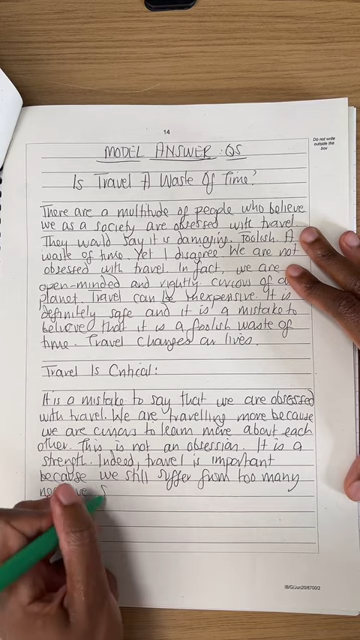 14
Do not write
outside the
box
MODEL ANSWER - Q5
Is Travel A Waste Of Time?
There are a multitude of people who believe
we as a society are obsessed with travel.
They would say it is damaging. Foolish. A
waste of time. Yet I disagree. We are not
obsessed with travel. In fact, we are
open-minded and rightly curious of our
planet. Travel can be inexpensive. It is
definitely safe and it is a mistake to
believe that it is a foolish waste of
time. Travel changes our lives.
Travel Is Critical:
It is a mistake to say that we are obsessed
with travel. We are travelling more because
we are curious to learn more about each
other. This is not an obsession. It is a
strength. Indeed, travel is important
because we still suffer from too many
IB/G/Jun20/8700/2